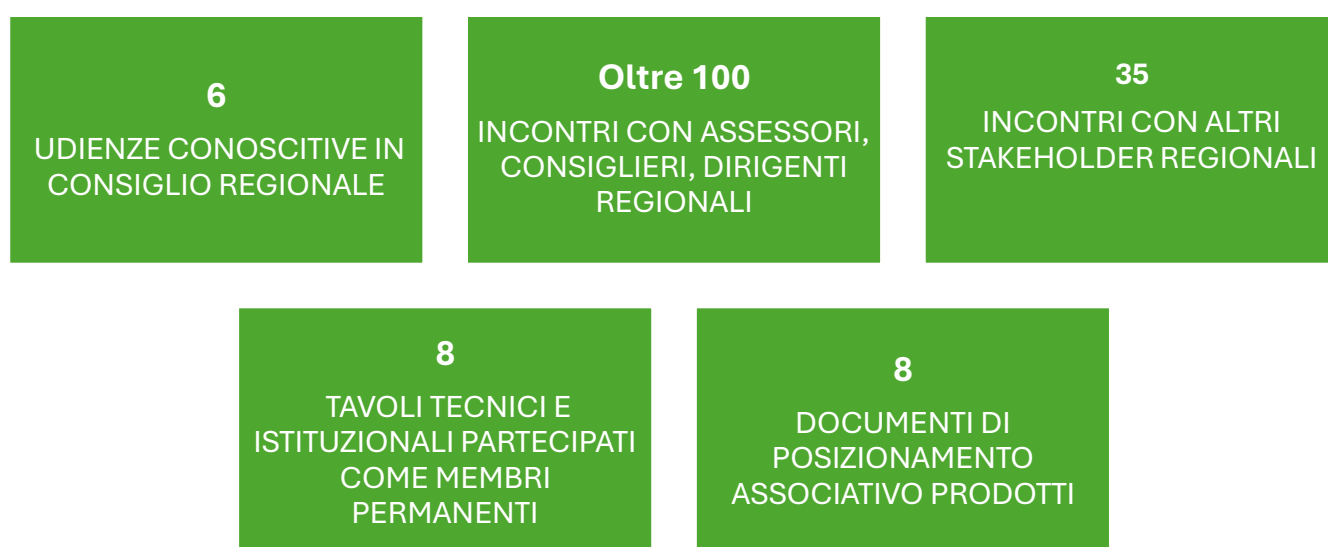 6
UDIENZE CONOSCITIVE IN
CONSIGLIO REGIONALE
Oltre 100
INCONTRI CON ASSESSORI,
CONSIGLIERI, DIRIGENTI
REGIONALI
35
INCONTRI CON ALTRI
STAKEHOLDER REGIONALI
8
TAVOLI TECNICI E
ISTITUZIONALI PARTECIPATI
COME MEMBRI
PERMANENTI
8
DOCUMENTI DI
POSIZIONAMENTO
ASSOCIATIVO PRODOTTI